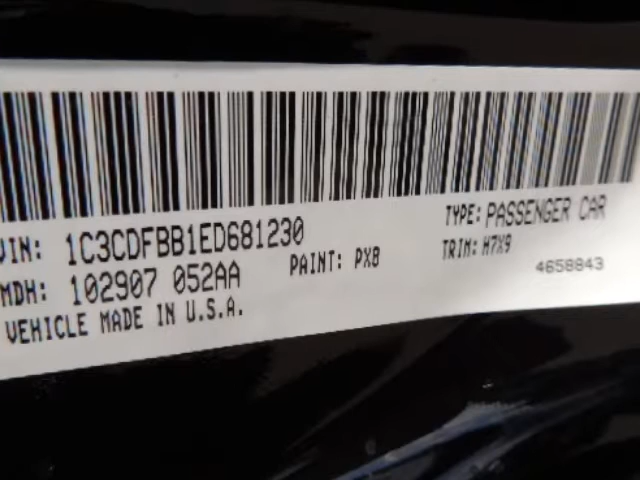 VIN: 1C3CDFBB1ED681230 TYPE: PASSENGER CAR
MDH: 102907 052AA PAINT: PX8 TRIM: H7X9
VEHICLE MADE IN U.S.A. 4658843